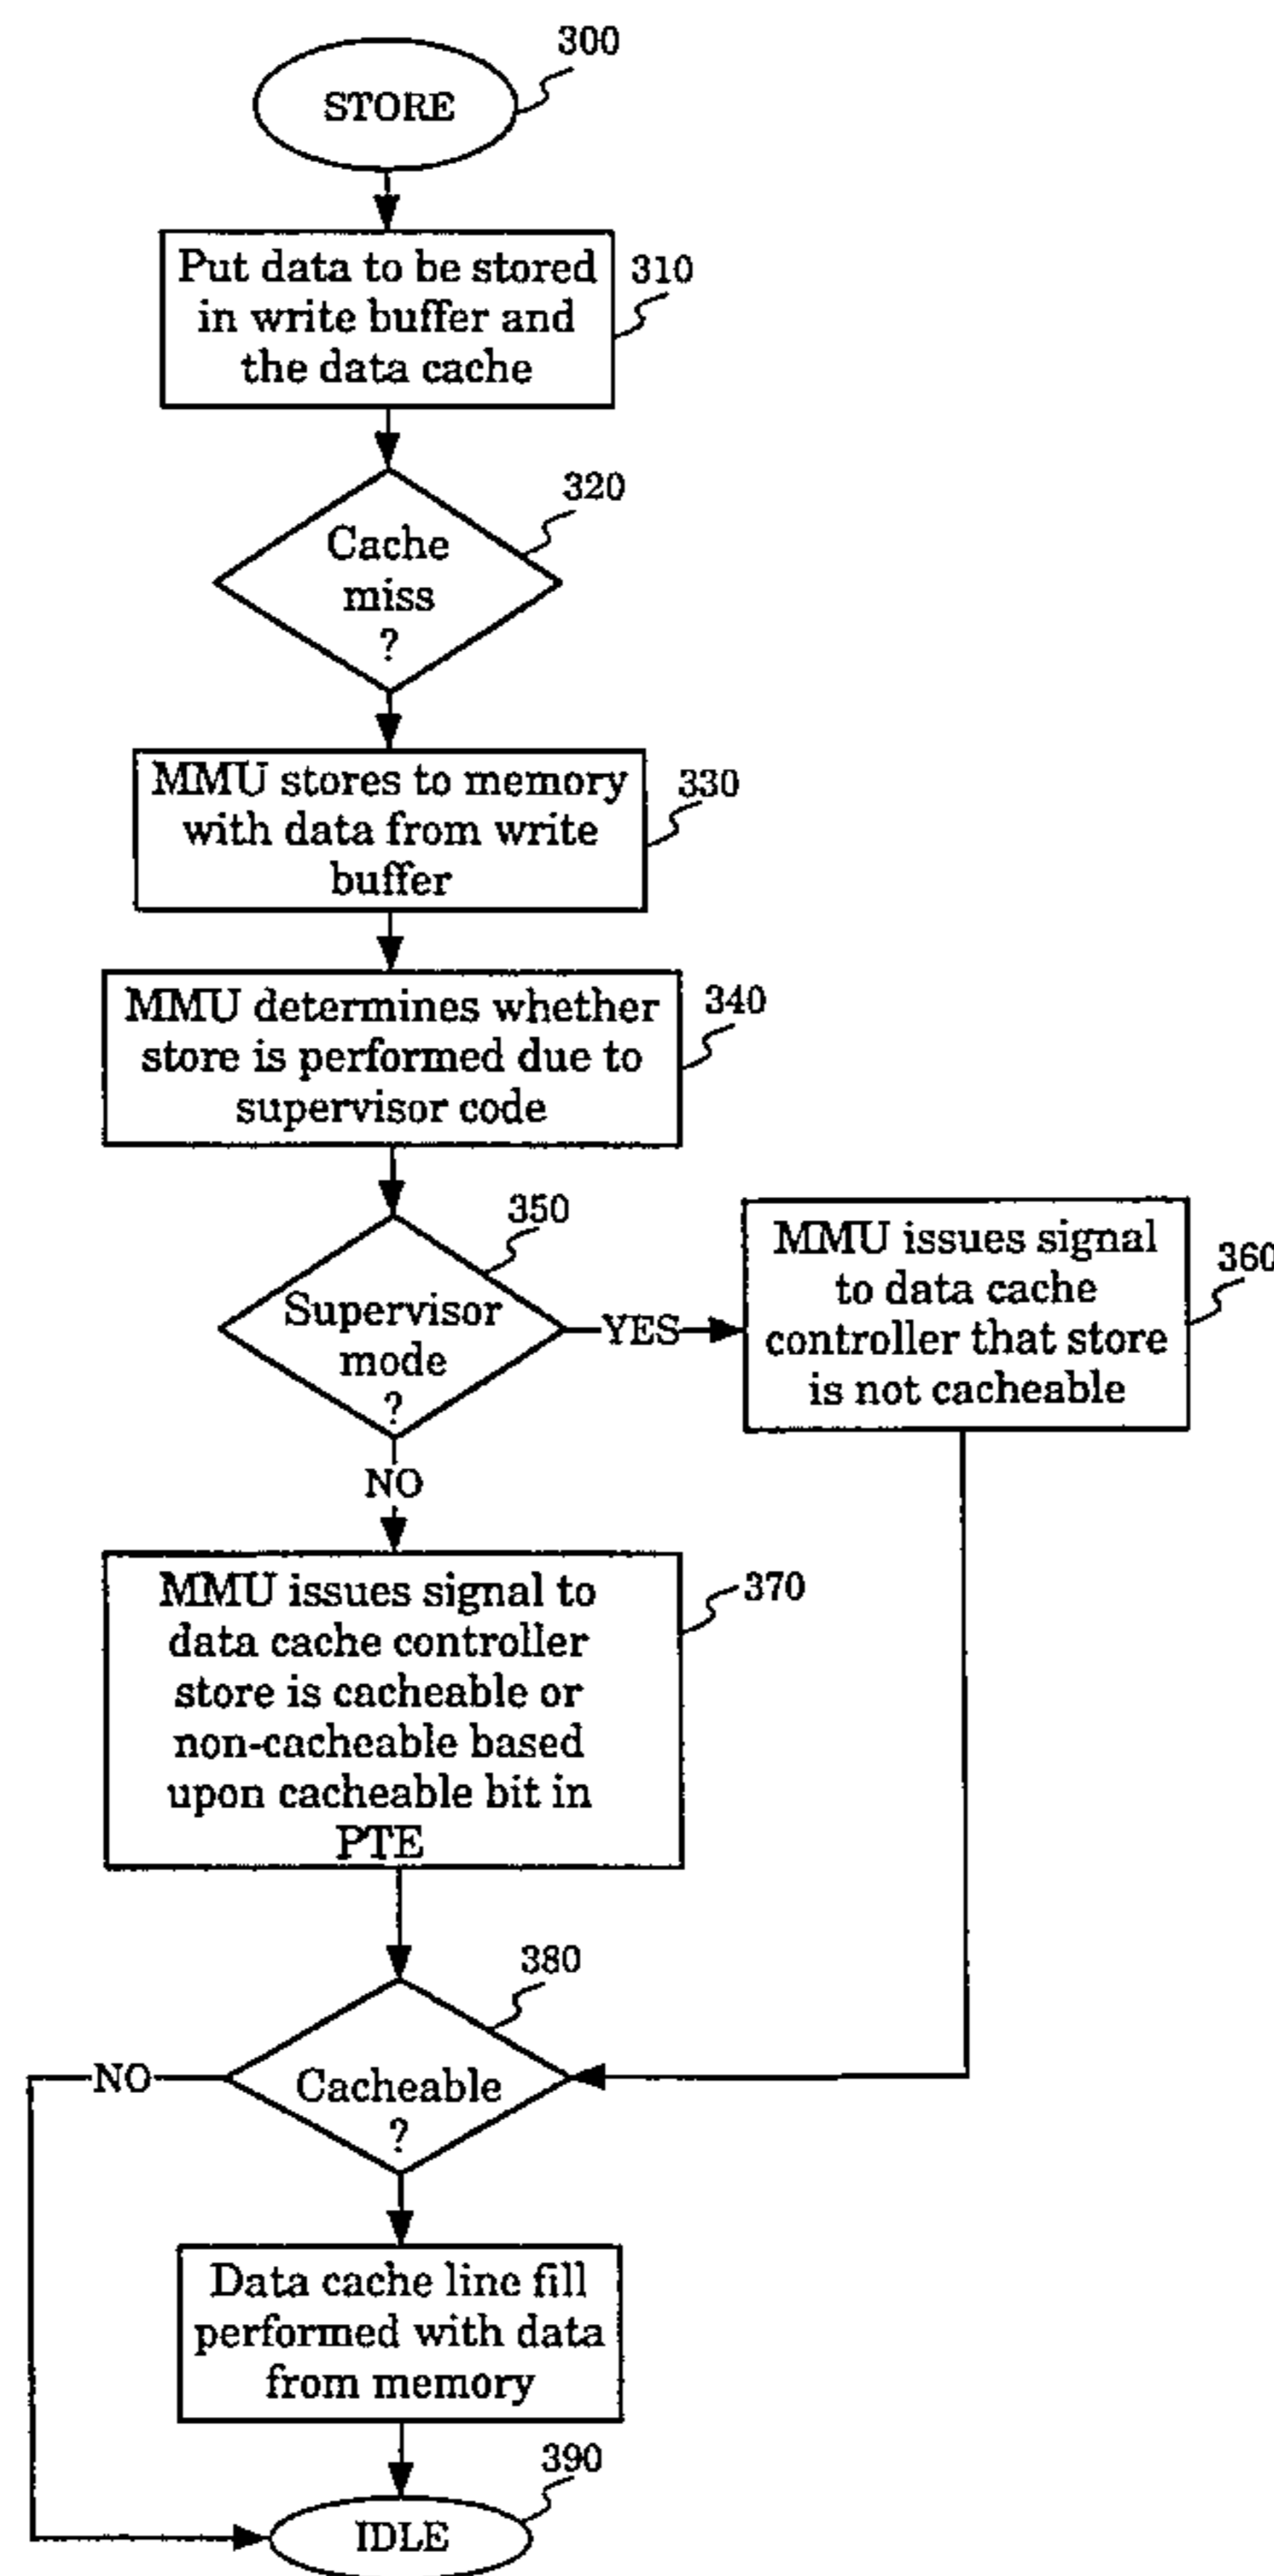 300
STORE
Put data to be stored
in write buffer and
the data cache
310
320
Cache
miss
?
MMU stores to memory
with data from write
buffer
330
MMU determines whether
store is performed due to
supervisor code
340
350
Supervisor
mode
?
YES
MMU issues signal
to data cache
controller that store
is not cacheable
360
NO
MMU issues signal to
data cache controller
store is cacheable or
non-cacheable based
upon cacheable bit in
PTE
370
380
Cacheable
?
NO
Data cache line fill
performed with data
from memory
390
IDLE